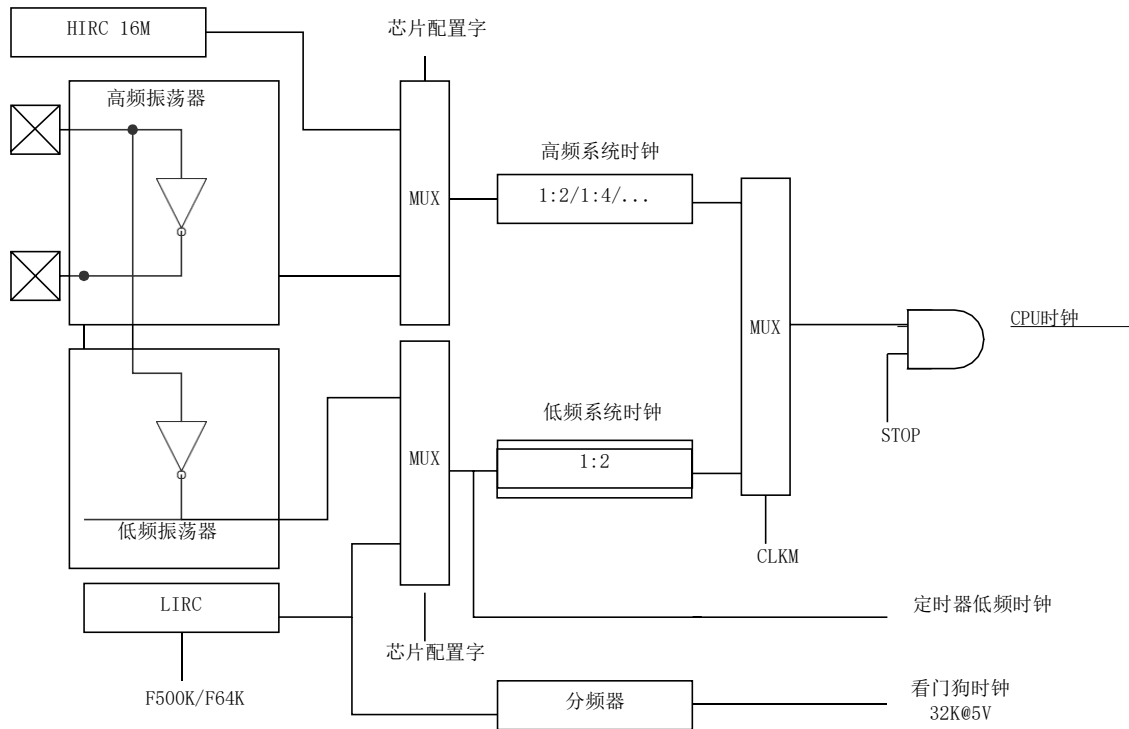 HIRC 16M
芯片配置字
高频振荡器
高频系统时钟
MUX
1:2/1:4/...
MUX
CPU时钟
低频系统时钟
STOP
MUX
1:2
低频振荡器
CLKM
LIRC
定时器低频时钟
芯片配置字
F500K/F64K
分频器
看门狗时钟
32K@5V